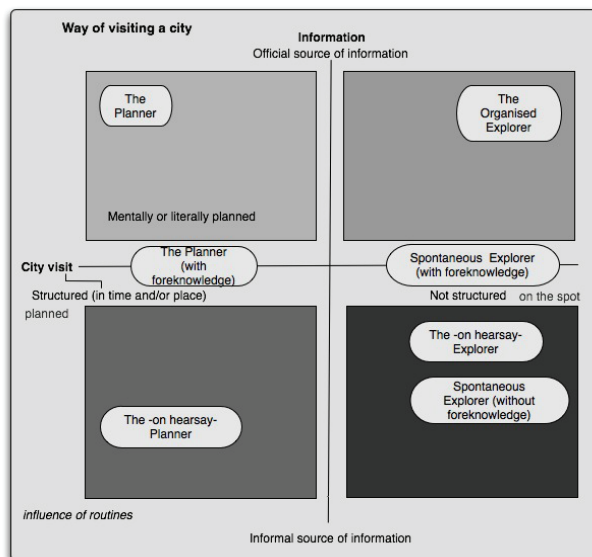 Way of visiting a city
Information
Official source of information
The
Planner
The
Organised
Explorer
Mentally or literally planned
The Planner
(with
foreknowledge)
Spontaneous Explorer
(with foreknowledge)
City visit
Structured (in time and/or place)
planned
Not structured on the spot
The -on hearsay-
Explorer
Spontaneous
Explorer (without
foreknowledge)
The -on hearsay-
Planner
influence of routines
Informal source of information